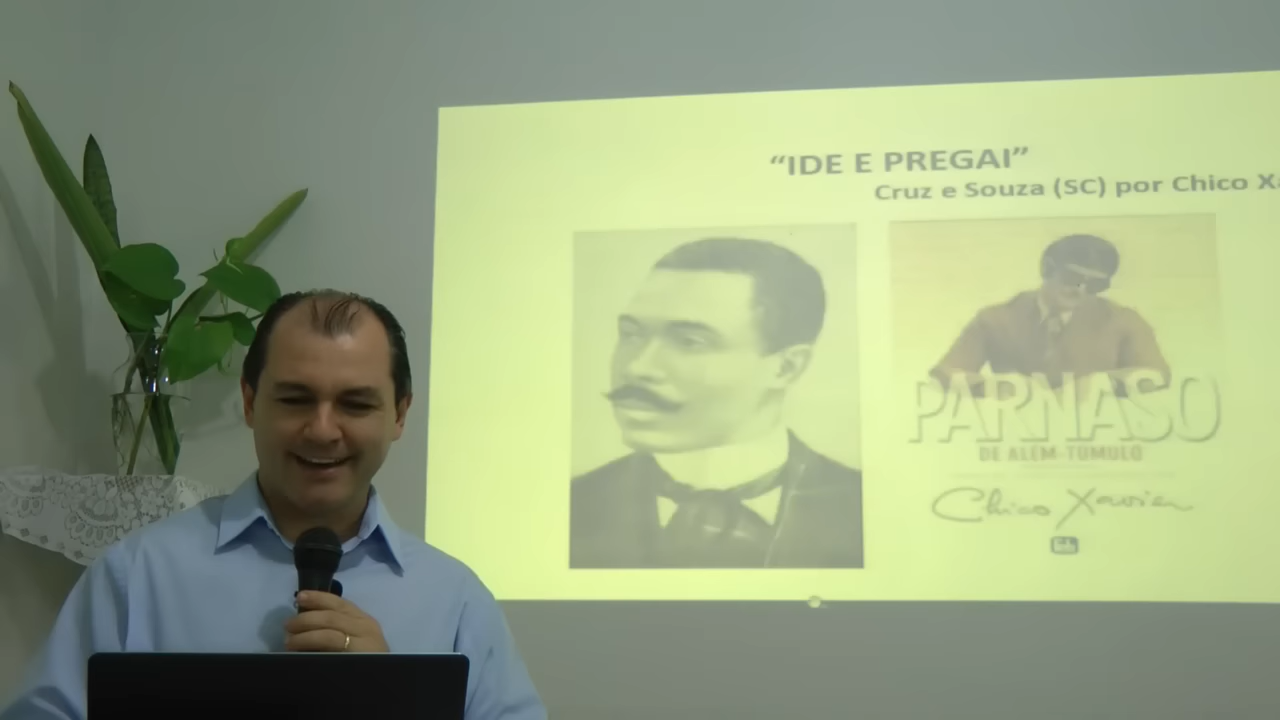 “IDE E PREGAI”
Cruz e Souza (SC) por Chico Xa
PARNASO
DE ALÉM-TÚMULO
Chico Xavier